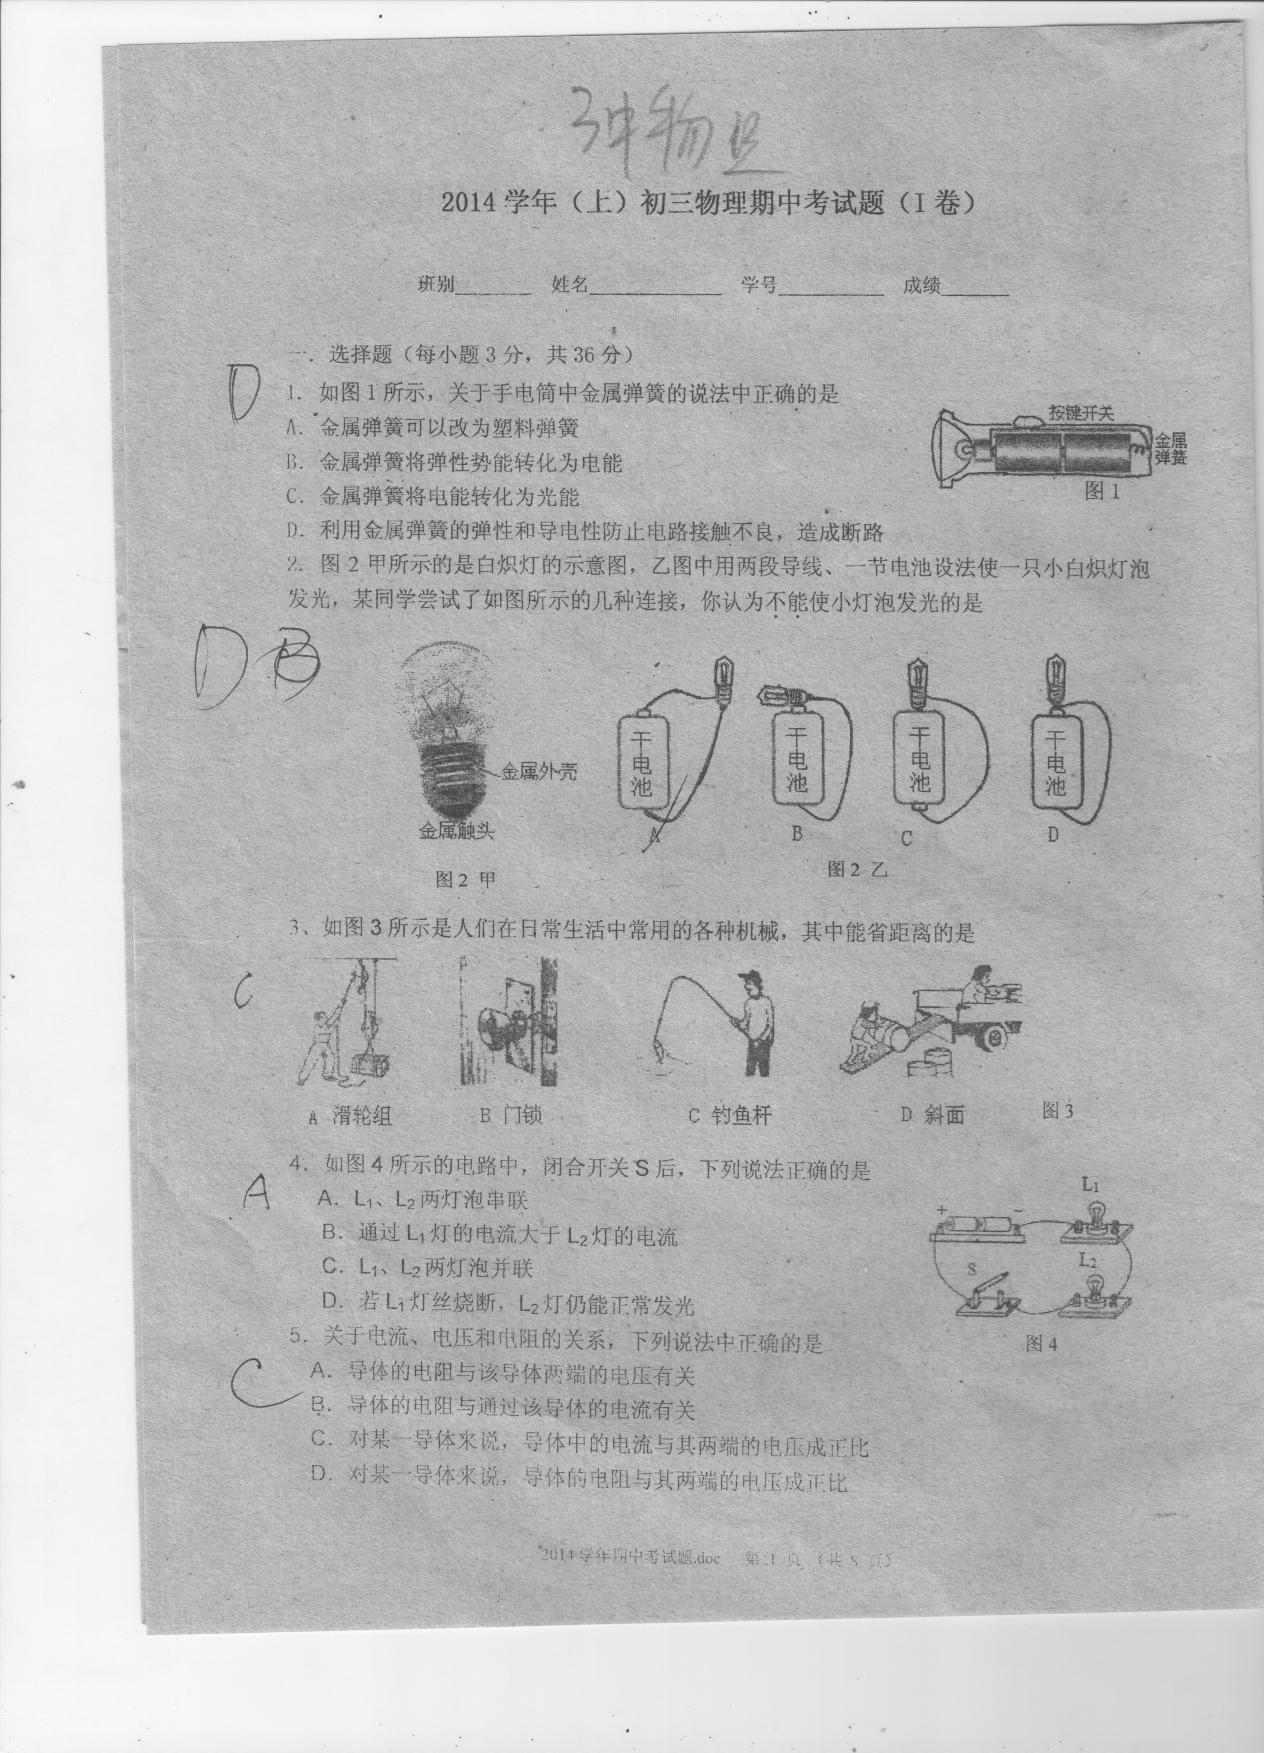 2014学年（上）初三物理期中考试题（I卷）
班别______ 姓名__________ 学号________ 成绩_____
一．选择题（每小题3分，共36分）
D
1．如图1所示，关于手电筒中金属弹簧的说法中正确的是
A．金属弹簧可以改为塑料弹簧
B．金属弹簧将弹性势能转化为电能
C．金属弹簧将电能转化为光能
D．利用金属弹簧的弹性和导电性防止电路接触不良，造成断路
按键开关
金属弹簧
图1
2．图2甲所示的是白炽灯的示意图，乙图中用两段导线、一节电池设法使一只小白炽灯泡
发光，某同学尝试了如图所示的几种连接，你认为不能使小灯泡发光的是
D B
金属外壳
金属触头
图2 甲
干电池 干电池 干电池 干电池
A B C D
图2 乙
3、如图3所示是人们在日常生活中常用的各种机械，其中能省距离的是
C
A 滑轮组 B 门锁 C 钓鱼杆 D 斜面 图3
4．如图4所示的电路中，闭合开关S后，下列说法正确的是
A
A．L₁、L₂两灯泡串联
B．通过L₁灯的电流大于L₂灯的电流
C．L₁、L₂两灯泡并联
D．若L₁灯丝烧断，L₂灯仍能正常发光
L₁
+ −
L₂
S
图4
5．关于电流、电压和电阻的关系，下列说法中正确的是
C
A．导体的电阻与该导体两端的电压有关
B．导体的电阻与通过该导体的电流有关
C．对某一导体来说，导体中的电流与其两端的电压成正比
D．对某一导体来说，导体的电阻与其两端的电压成正比
2014学年期中考试题.doc 第 1 页 （共 8 页）